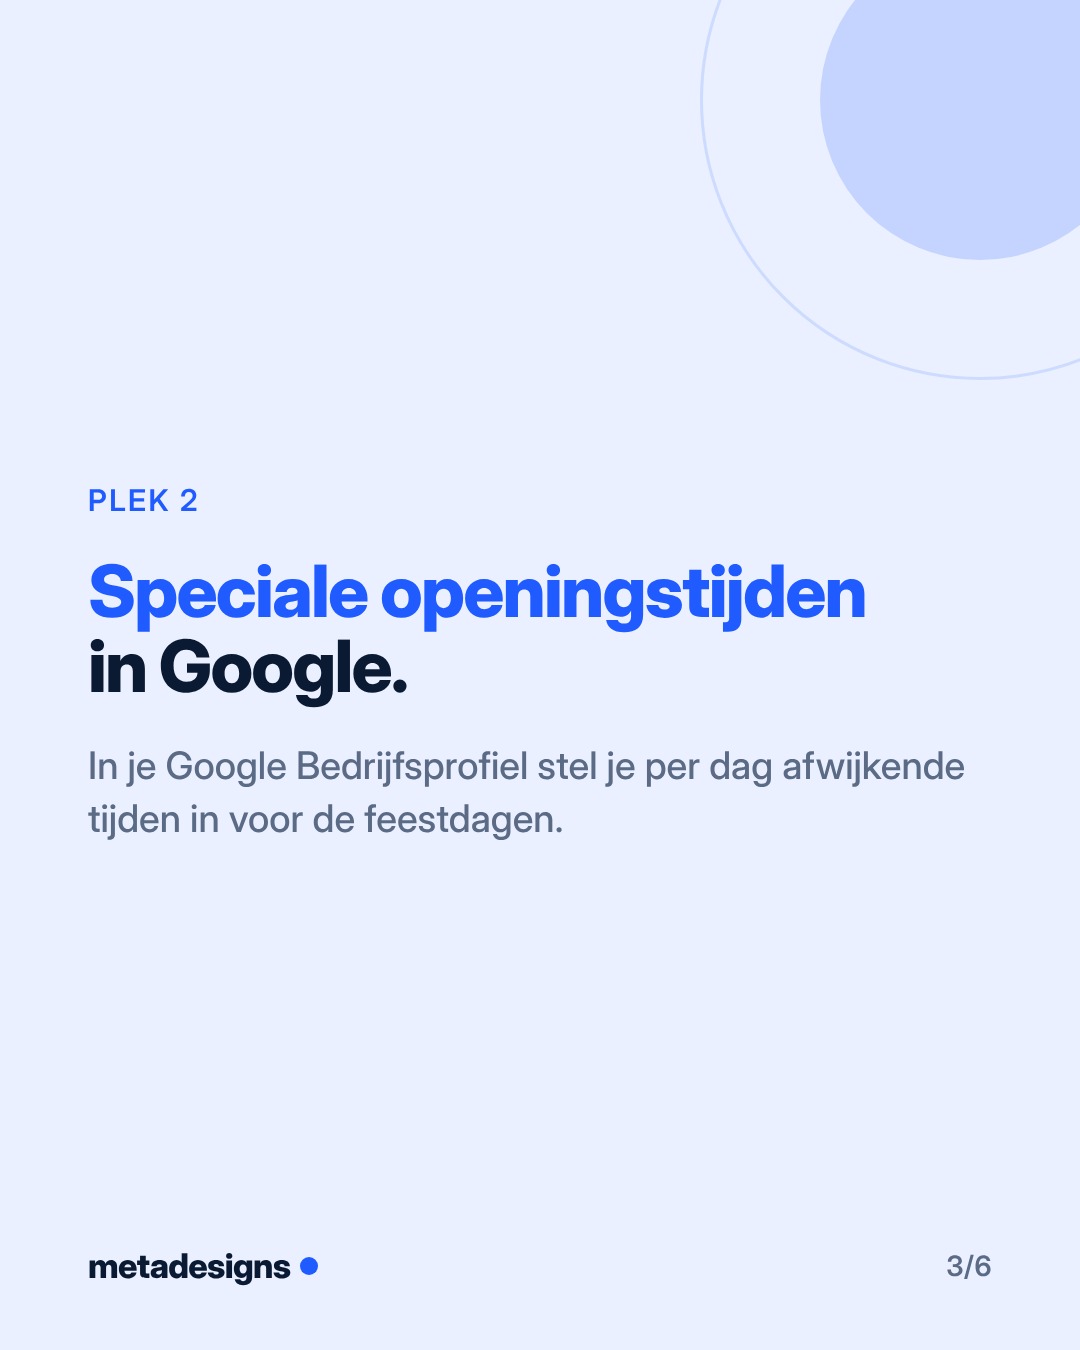 PLEK 2
Speciale openingstijden
in Google.
In je Google Bedrijfsprofiel stel je per dag afwijkende
tijden in voor de feestdagen.
metadesigns
3/6